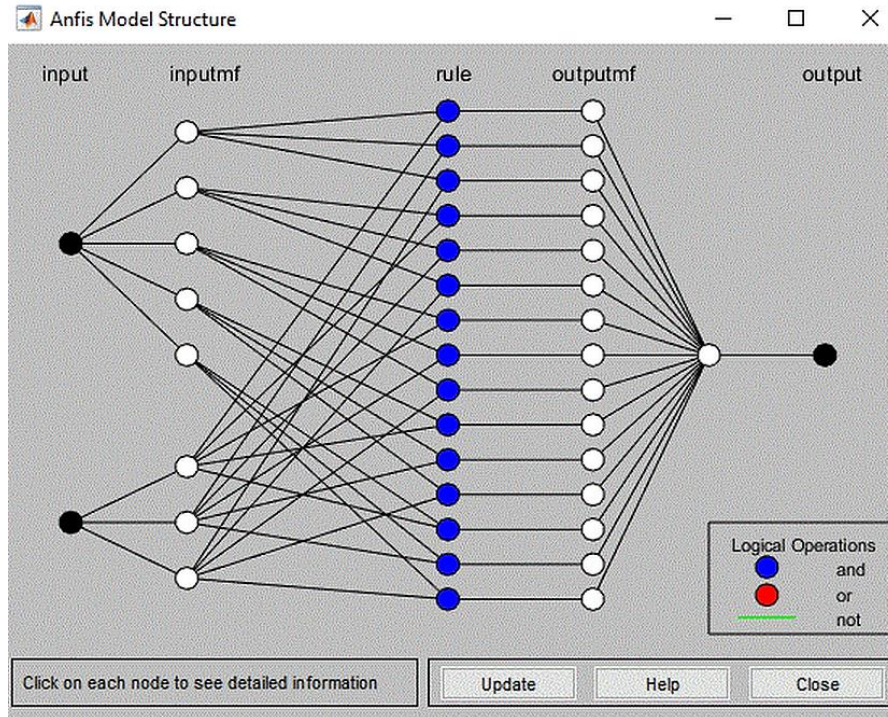 Anfis Model Structure
input inputmf rule outputmf output
Logical Operations
and
or
not
Click on each node to see detailed information
Update Help Close